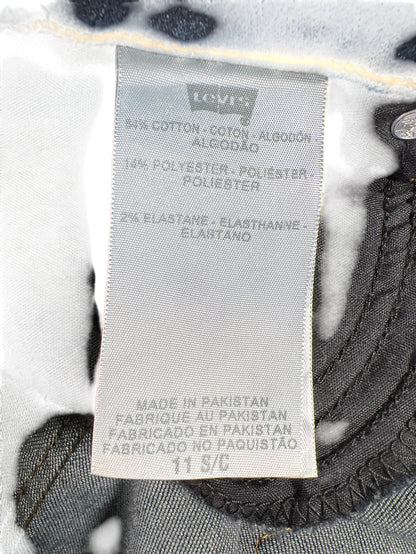 Levi's
84% COTTON - COTON - ALGODÓN -
ALGODÃO
14% POLYESTER - POLIÉSTER -
POLIESTER
2% ELASTANE - ELASTHANNE -
ELASTANO
MADE IN PAKISTAN
FABRIQUE AU PAKISTAN
FABRICADO EN PAKISTAN
FABRICADO NO PAQUISTÃO
11 S/C